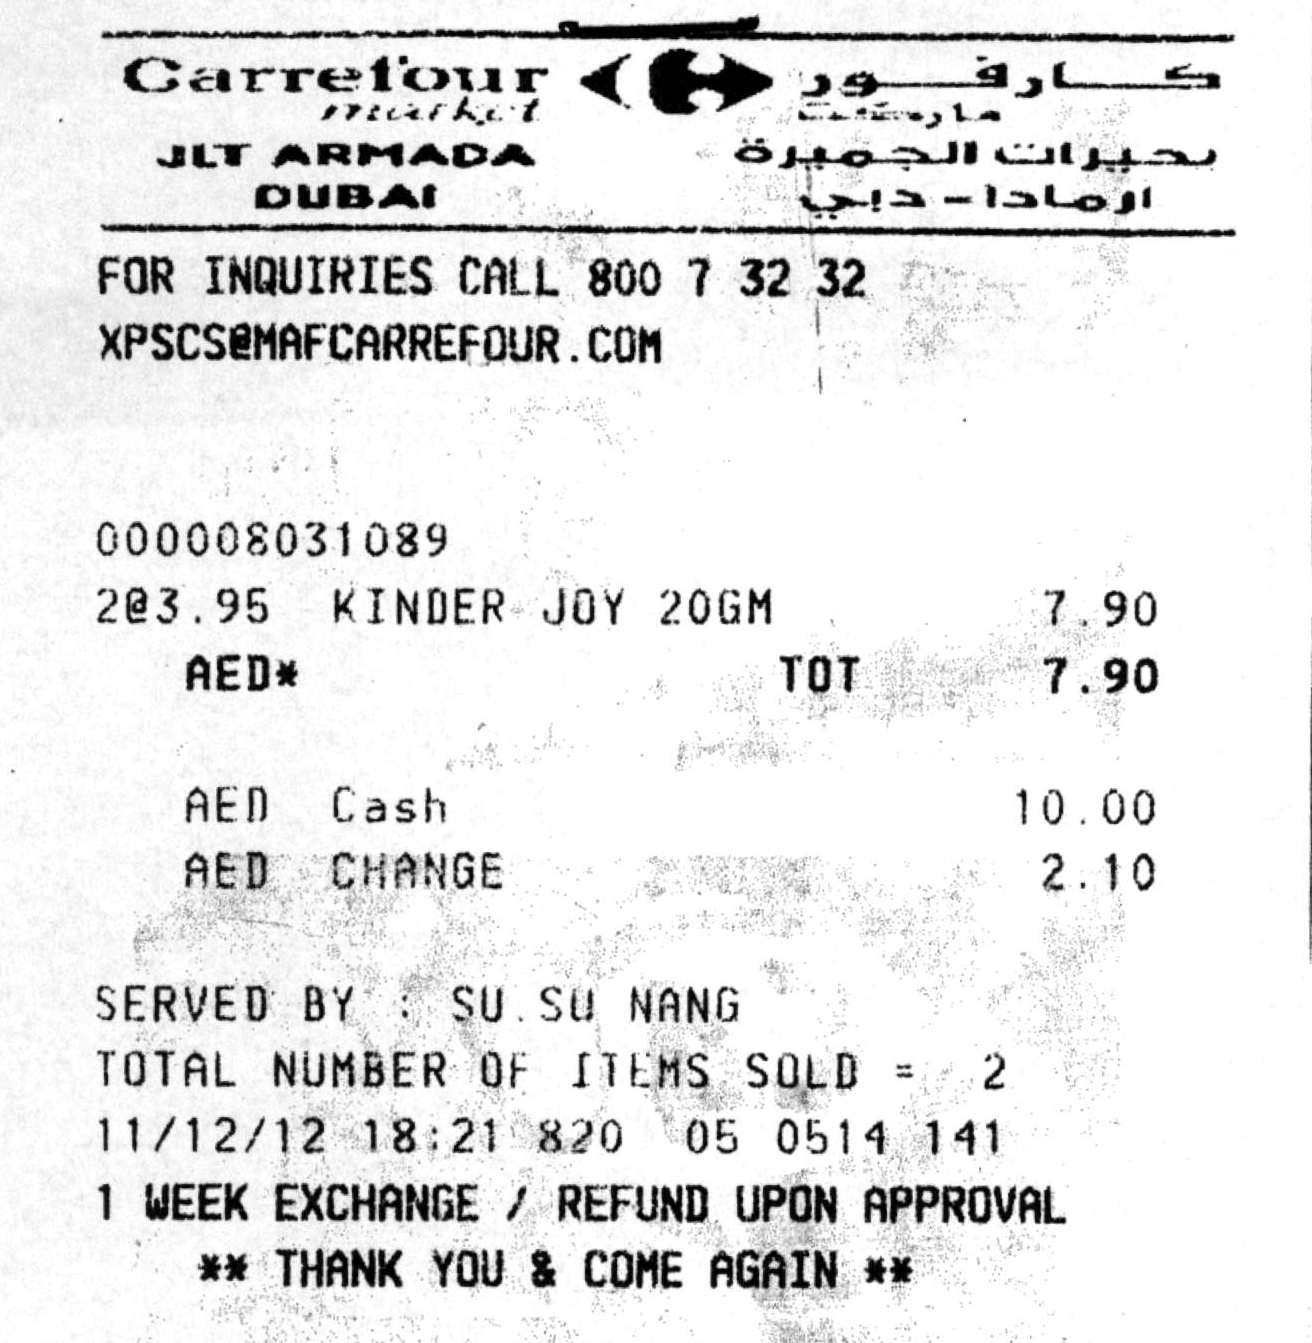 Carrefour كارفور
market ماركت
JLT ARMADA بحيرات الجميرة
DUBAI ارمادا - دبي
FOR INQUIRIES CALL 800 7 32 32
XPSCS@MAFCARREFOUR.COM
000008031089
2@3.95 KINDER JOY 20GM 7.90
AED* TOT 7.90
AED Cash 10.00
AED CHANGE 2.10
SERVED BY : SU.SU NANG
TOTAL NUMBER OF ITEMS SOLD = 2
11/12/12 18:21 820 05 0514 141
1 WEEK EXCHANGE / REFUND UPON APPROVAL
** THANK YOU & COME AGAIN **